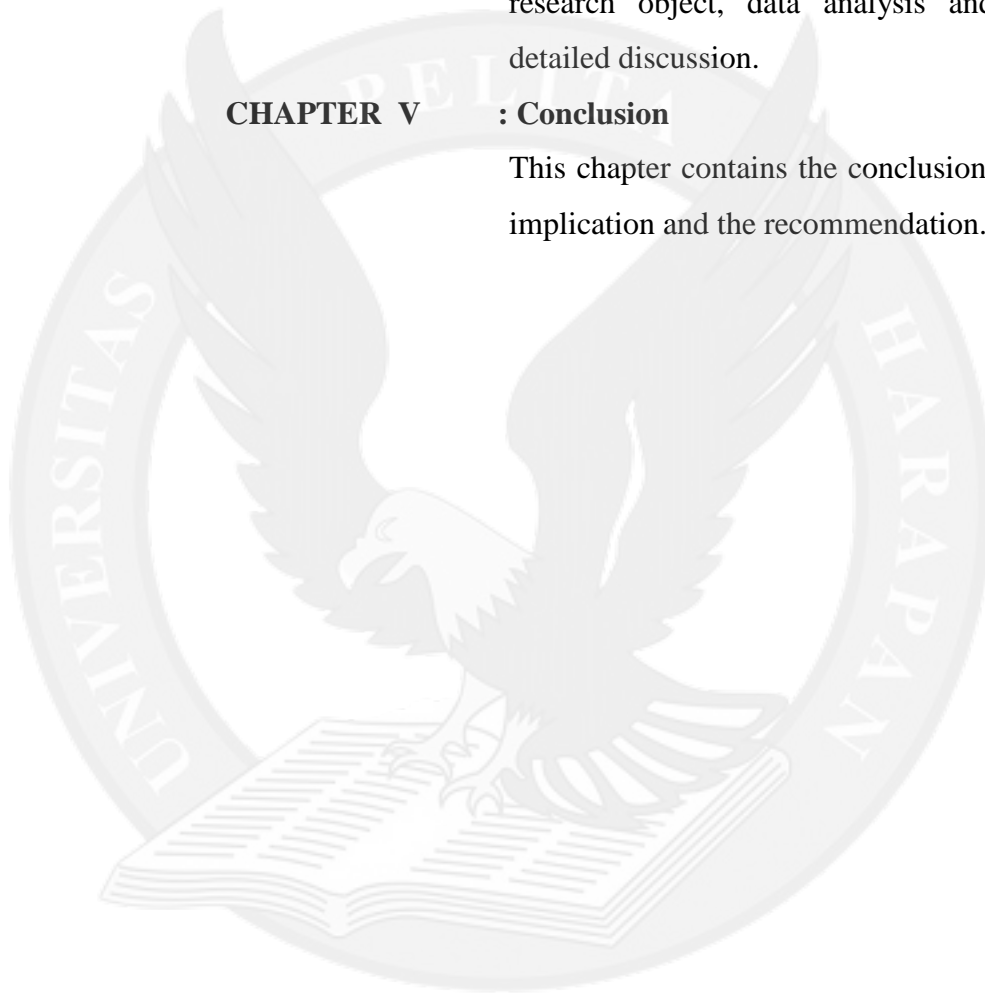 research object, data analysis and
detailed discussion.
CHAPTER V : Conclusion
This chapter contains the conclusion,
implication and the recommendation.
UNIVERSITAS PELITA HARAPAN